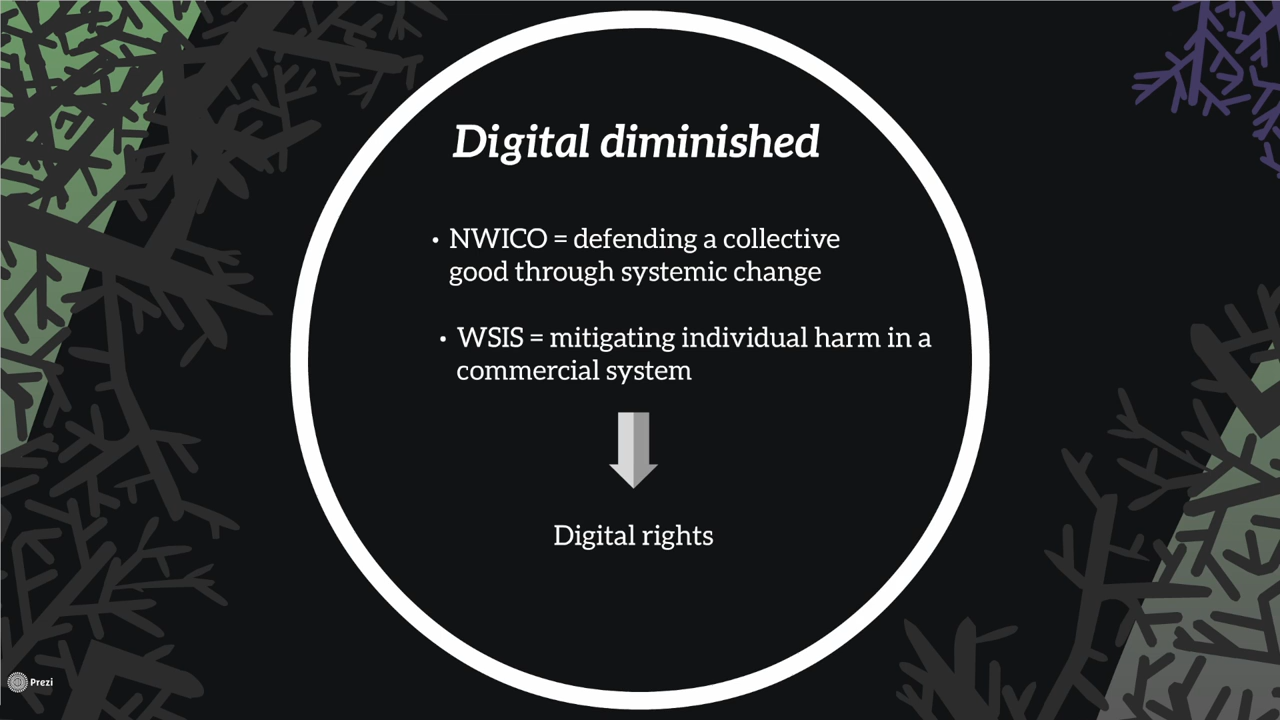 Digital diminished
• NWICO = defending a collective
good through systemic change
• WSIS = mitigating individual harm in a
commercial system
Digital rights
Prezi